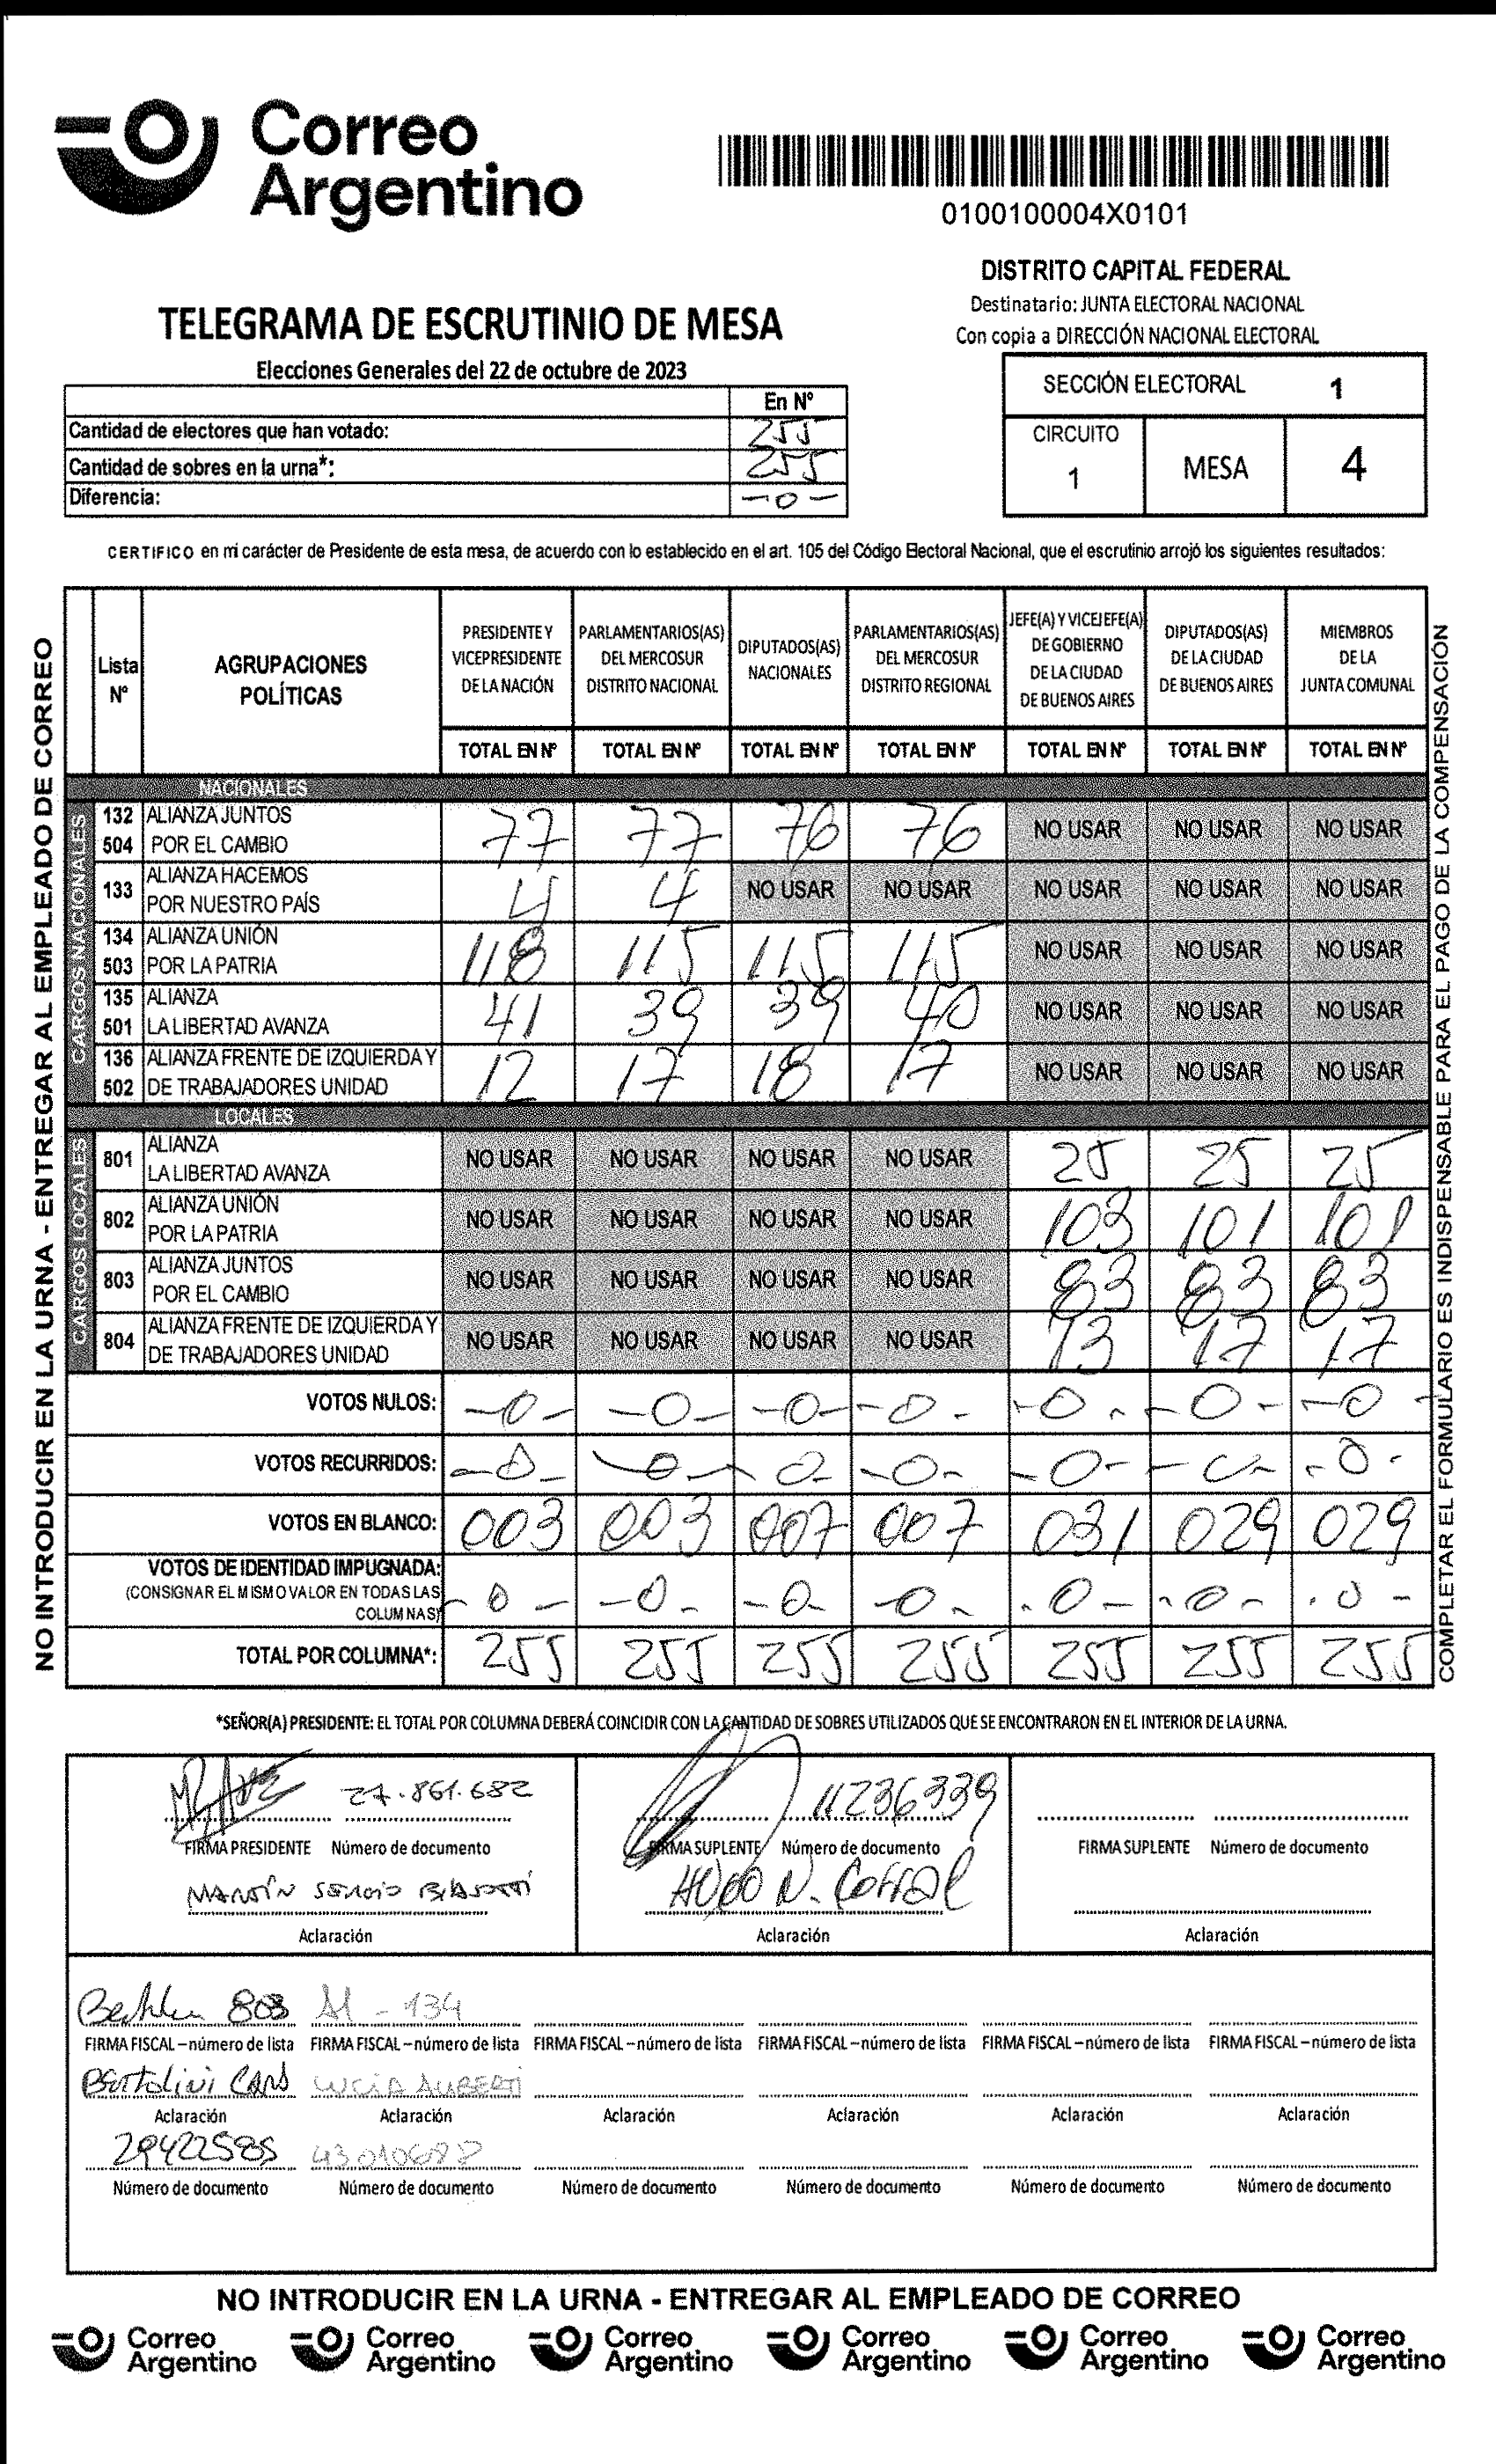 Correo
Argentino
0100100004X0101
DISTRITO CAPITAL FEDERAL
Destinatario: JUNTA ELECTORAL NACIONAL
Con copia a DIRECCIÓN NACIONAL ELECTORAL
TELEGRAMA DE ESCRUTINIO DE MESA
Elecciones Generales del 22 de octubre de 2023
En Nº
Cantidad de electores que han votado: 255
Cantidad de sobres en la urna*: 255
Diferencia: -0-
SECCIÓN ELECTORAL 1
CIRCUITO
1 MESA 4
CERTIFICO en mi carácter de Presidente de esta mesa, de acuerdo con lo establecido en el art. 105 del Código Electoral Nacional, que el escrutinio arrojó los siguientes resultados:
NO INTRODUCIR EN LA URNA - ENTREGAR AL EMPLEADO DE CORREO
Lista Nº
AGRUPACIONES POLÍTICAS
PRESIDENTE Y VICEPRESIDENTE DE LA NACIÓN
PARLAMENTARIOS(AS) DEL MERCOSUR DISTRITO NACIONAL
DIPUTADOS(AS) NACIONALES
PARLAMENTARIOS(AS) DEL MERCOSUR DISTRITO REGIONAL
JEFE(A) Y VICEJEFE(A) DE GOBIERNO DE LA CIUDAD DE BUENOS AIRES
DIPUTADOS(AS) DE LA CIUDAD DE BUENOS AIRES
MIEMBROS DE LA JUNTA COMUNAL
TOTAL EN Nº TOTAL EN Nº TOTAL EN Nº TOTAL EN Nº TOTAL EN Nº TOTAL EN Nº TOTAL EN Nº
NACIONALES
CARGOS NACIONALES
132 504 ALIANZA JUNTOS POR EL CAMBIO 77 77 76 76 NO USAR NO USAR NO USAR
133 ALIANZA HACEMOS POR NUESTRO PAÍS 4 4 NO USAR NO USAR NO USAR NO USAR NO USAR
134 503 ALIANZA UNIÓN POR LA PATRIA 118 115 115 115 NO USAR NO USAR NO USAR
135 501 ALIANZA LA LIBERTAD AVANZA 41 39 39 40 NO USAR NO USAR NO USAR
136 502 ALIANZA FRENTE DE IZQUIERDA Y DE TRABAJADORES UNIDAD 12 17 18 17 NO USAR NO USAR NO USAR
LOCALES
CARGOS LOCALES
801 ALIANZA LA LIBERTAD AVANZA NO USAR NO USAR NO USAR NO USAR 25 25 25
802 ALIANZA UNIÓN POR LA PATRIA NO USAR NO USAR NO USAR NO USAR 103 101 101
803 ALIANZA JUNTOS POR EL CAMBIO NO USAR NO USAR NO USAR NO USAR 83 83 83
804 ALIANZA FRENTE DE IZQUIERDA Y DE TRABAJADORES UNIDAD NO USAR NO USAR NO USAR NO USAR 13 17 17
VOTOS NULOS: -0- -0- -0- -0- -0- -0- -0-
VOTOS RECURRIDOS: -0- -0- 0- -0- -0- -0- -0-
VOTOS EN BLANCO: 003 003 007 007 031 029 029
VOTOS DE IDENTIDAD IMPUGNADA: -0- -0- -0- -0- -0- -0- -0-
(CONSIGNAR EL MISMO VALOR EN TODAS LAS COLUMNAS)
TOTAL POR COLUMNA*: 255 255 255 255 255 255 255
COMPLETAR EL FORMULARIO ES INDISPENSABLE PARA EL PAGO DE LA COMPENSACIÓN
*SEÑOR(A) PRESIDENTE: EL TOTAL POR COLUMNA DEBERÁ COINCIDIR CON LA CANTIDAD DE SOBRES UTILIZADOS QUE SE ENCONTRARON EN EL INTERIOR DE LA URNA.
27.861.682 11236339
FIRMA PRESIDENTE Número de documento FIRMA SUPLENTE Número de documento FIRMA SUPLENTE Número de documento
MARTÍN SERGIO HUGO N. Corral
Aclaración Aclaración Aclaración
803 - 134
FIRMA FISCAL – número de lista FIRMA FISCAL – número de lista FIRMA FISCAL – número de lista FIRMA FISCAL – número de lista FIRMA FISCAL – número de lista FIRMA FISCAL – número de lista
Bertolini LUCÍA ALIBERTI
Aclaración Aclaración Aclaración Aclaración Aclaración Aclaración
29422585
Número de documento Número de documento Número de documento Número de documento Número de documento Número de documento
NO INTRODUCIR EN LA URNA - ENTREGAR AL EMPLEADO DE CORREO
Correo Argentino Correo Argentino Correo Argentino Correo Argentino Correo Argentino Correo Argentino